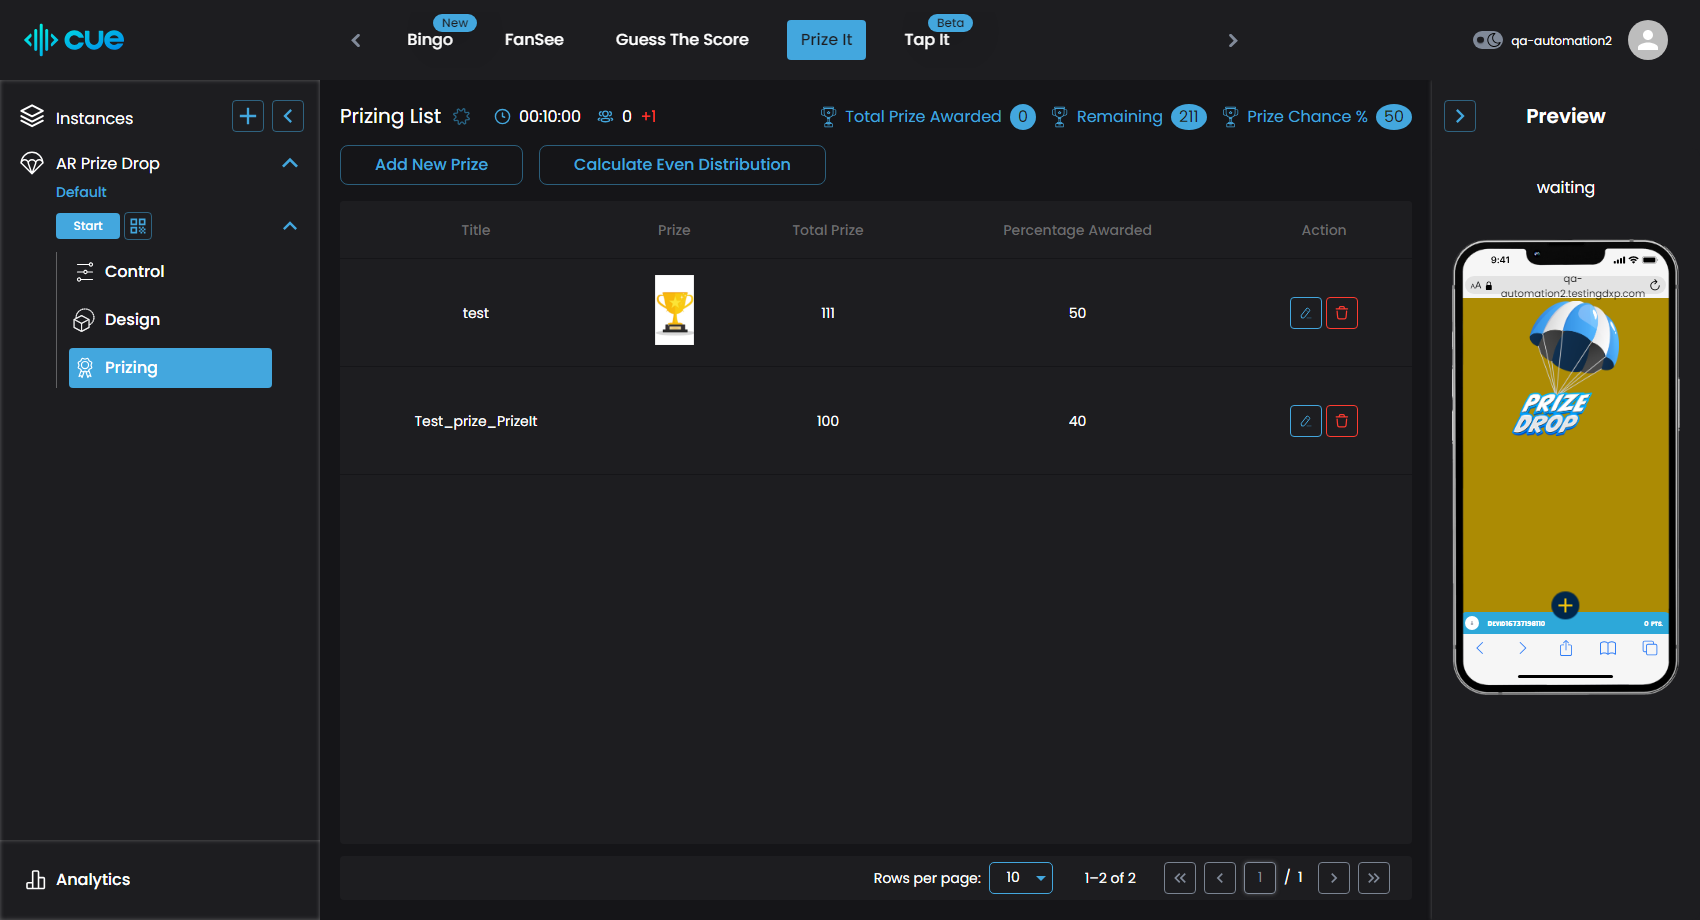 cue
Bingo
New
FanSee
Guess The Score
Prize It
Tap It
Beta
qa-automation2
Instances
AR Prize Drop
Default
Start
Control
Design
Prizing
Analytics
Prizing List
00:10:00
0 +1
Total Prize Awarded 0
Remaining 211
Prize Chance % 50
Add New Prize
Calculate Even Distribution
Title Prize Total Prize Percentage Awarded Action
test 111 50
Test_prize_PrizeIt 100 40
Rows per page: 10 1–2 of 2 1 / 1
Preview
waiting
9:41
AA
qa-
automation2.testingdxp.com
PRIZE
DROP
0 PTS.